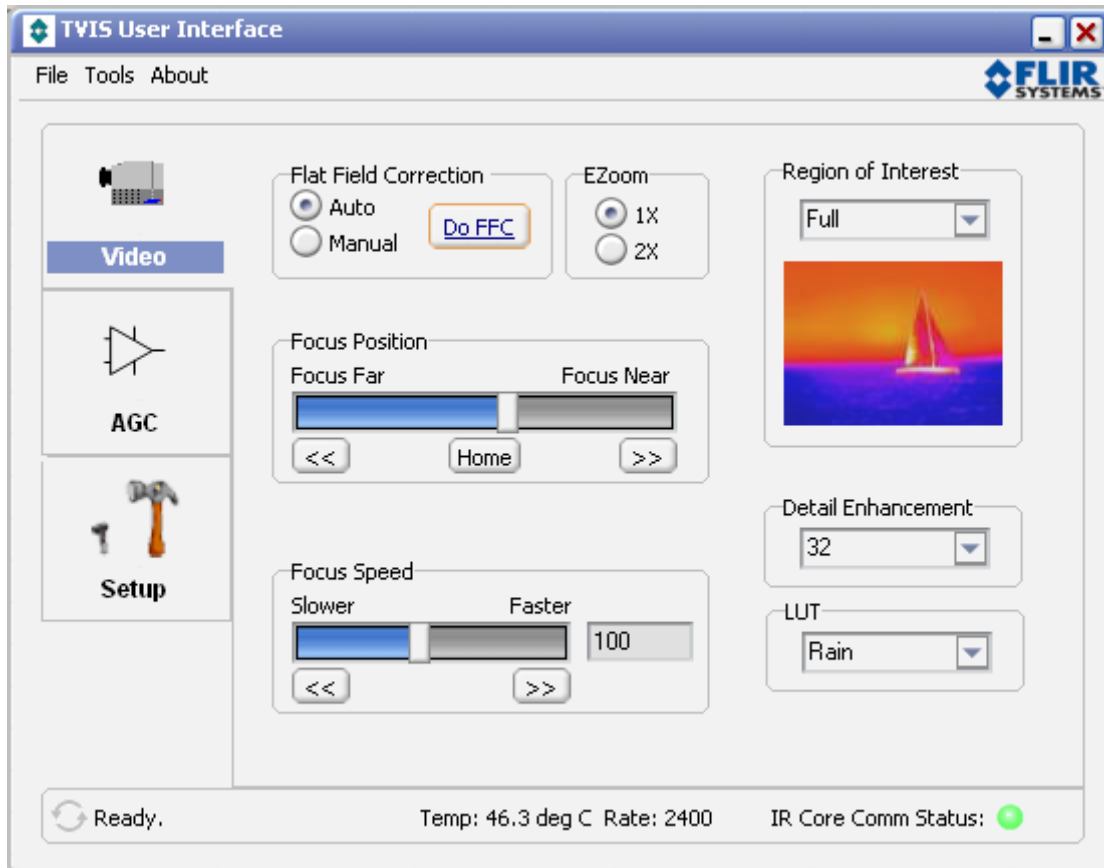 TVIS User Interface
File Tools About
FLIR SYSTEMS
Video
AGC
Setup
Flat Field Correction
Auto
Manual
Do FFC
EZoom
1X
2X
Region of Interest
Full
Focus Position
Focus Far Focus Near
<< Home >>
Detail Enhancement
32
Focus Speed
Slower Faster
100
<< >>
LUT
Rain
Ready. Temp: 46.3 deg C Rate: 2400 IR Core Comm Status: